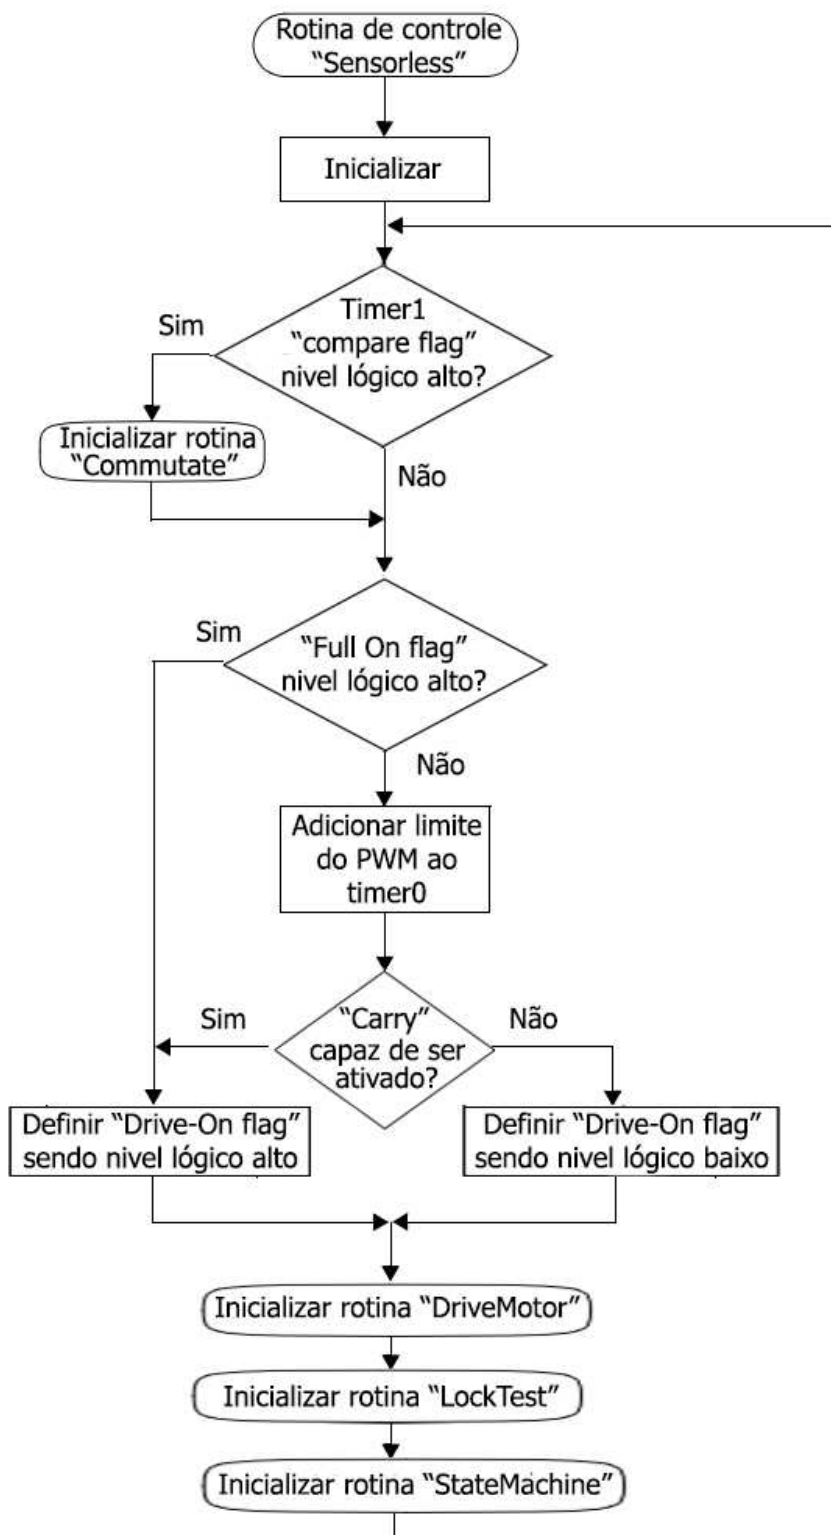 Rotina de controle
“Sensorless”
Inicializar
Timer1
“compare flag”
nivel lógico alto?
Sim
Inicializar rotina
“Commutate”
Não
“Full On flag”
nivel lógico alto?
Sim
Não
Adicionar limite
do PWM ao
timer0
“Carry”
capaz de ser
ativado?
Sim
Não
Definir “Drive-On flag”
sendo nivel lógico alto
Definir “Drive-On flag”
sendo nivel lógico baixo
Inicializar rotina “DriveMotor”
Inicializar rotina “LockTest”
Inicializar rotina “StateMachine”